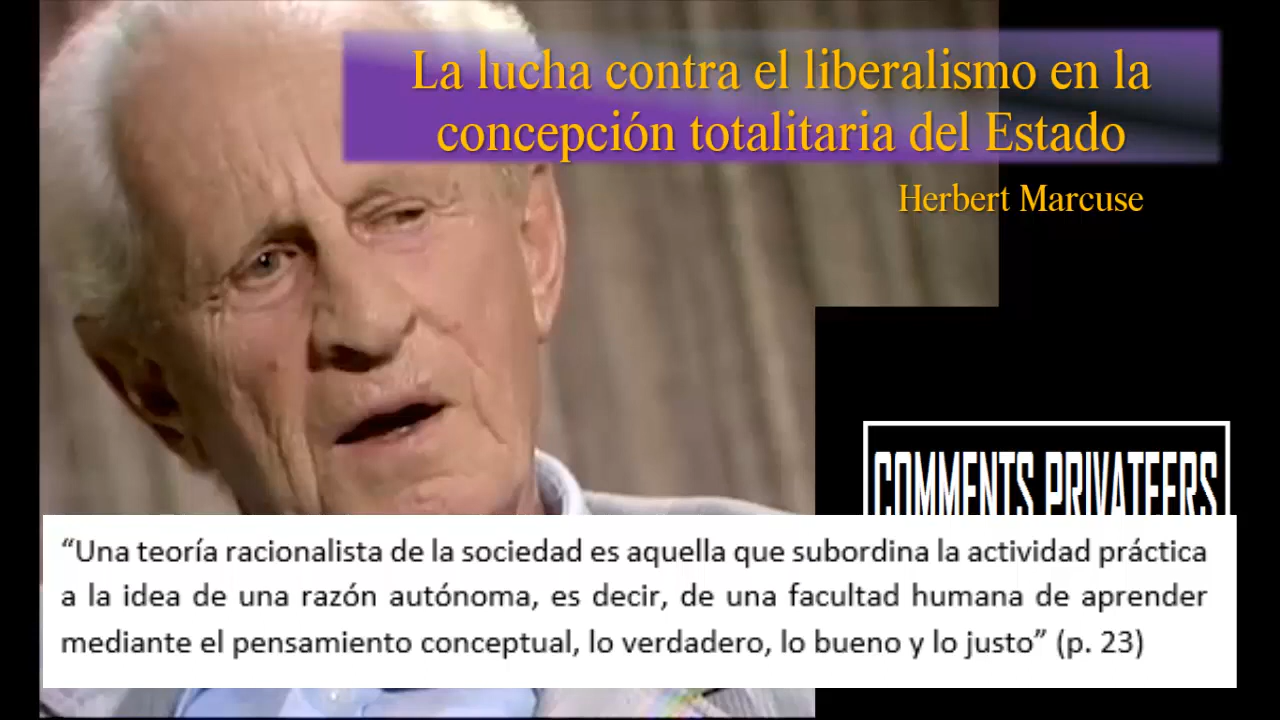 La lucha contra el liberalismo en la
concepción totalitaria del Estado
Herbert Marcuse
COMMENTS PRIVATEERS
“Una teoría racionalista de la sociedad es aquella que subordina la actividad práctica
a la idea de una razón autónoma, es decir, de una facultad humana de aprender
mediante el pensamiento conceptual, lo verdadero, lo bueno y lo justo” (p. 23)